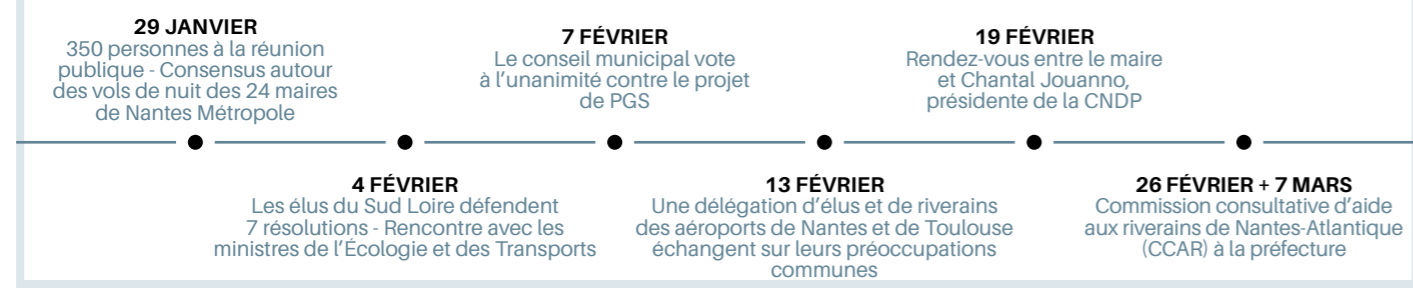 29 JANVIER
350 personnes à la réunion
publique - Consensus autour
des vols de nuit des 24 maires
de Nantes Métropole
4 FÉVRIER
Les élus du Sud Loire défendent
7 résolutions - Rencontre avec les
ministres de l'Écologie et des Transports
7 FÉVRIER
Le conseil municipal vote
à l'unanimité contre le projet
de PGS
13 FÉVRIER
Une délégation d'élus et de riverains
des aéroports de Nantes et de Toulouse
échangent sur leurs préoccupations
communes
19 FÉVRIER
Rendez-vous entre le maire
et Chantal Jouanno,
présidente de la CNDP
26 FÉVRIER + 7 MARS
Commission consultative d'aide
aux riverains de Nantes-Atlantique
(CCAR) à la préfecture